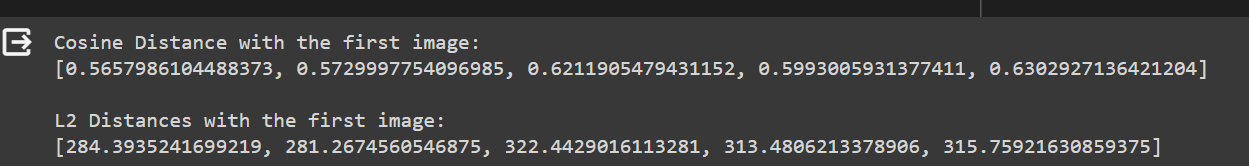 Cosine Distance with the first image:
[0.5657986104488373, 0.5729997754096985, 0.6211905479431152, 0.5993005931377411, 0.6302927136421204]
L2 Distances with the first image:
[284.3935241699219, 281.2674560546875, 322.4429016113281, 313.4806213378906, 315.75921630859375]